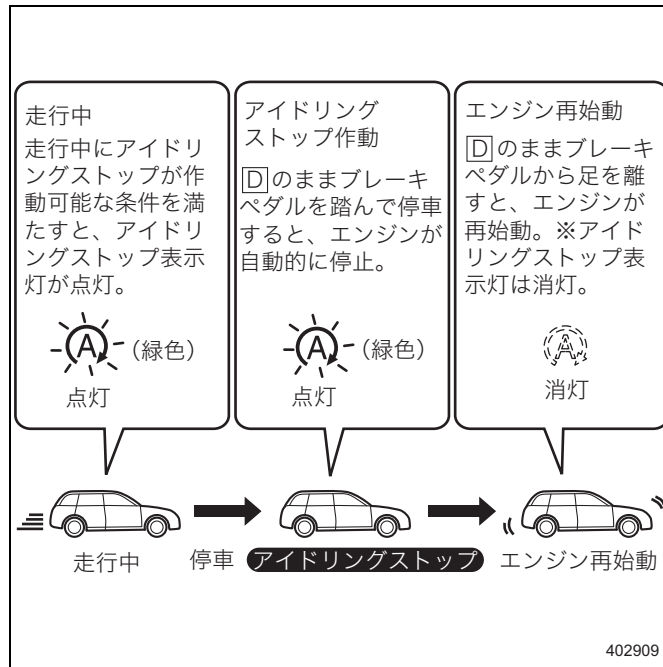 走行中
走行中にアイドリ
ングストップが作
動可能な条件を満
たすと、アイドリ
ングストップ表示
灯が点灯。
A（緑色）
点灯
アイドリング
ストップ作動
Dのままブレーキ
ペダルを踏んで停車
すると、エンジンが
自動的に停止。
A（緑色）
点灯
エンジン再始動
Dのままブレーキ
ペダルから足を離
すと、エンジンが
再始動。※アイド
リングストップ表
示灯は消灯。
A
消灯
走行中
停車
アイドリングストップ
エンジン再始動
402909